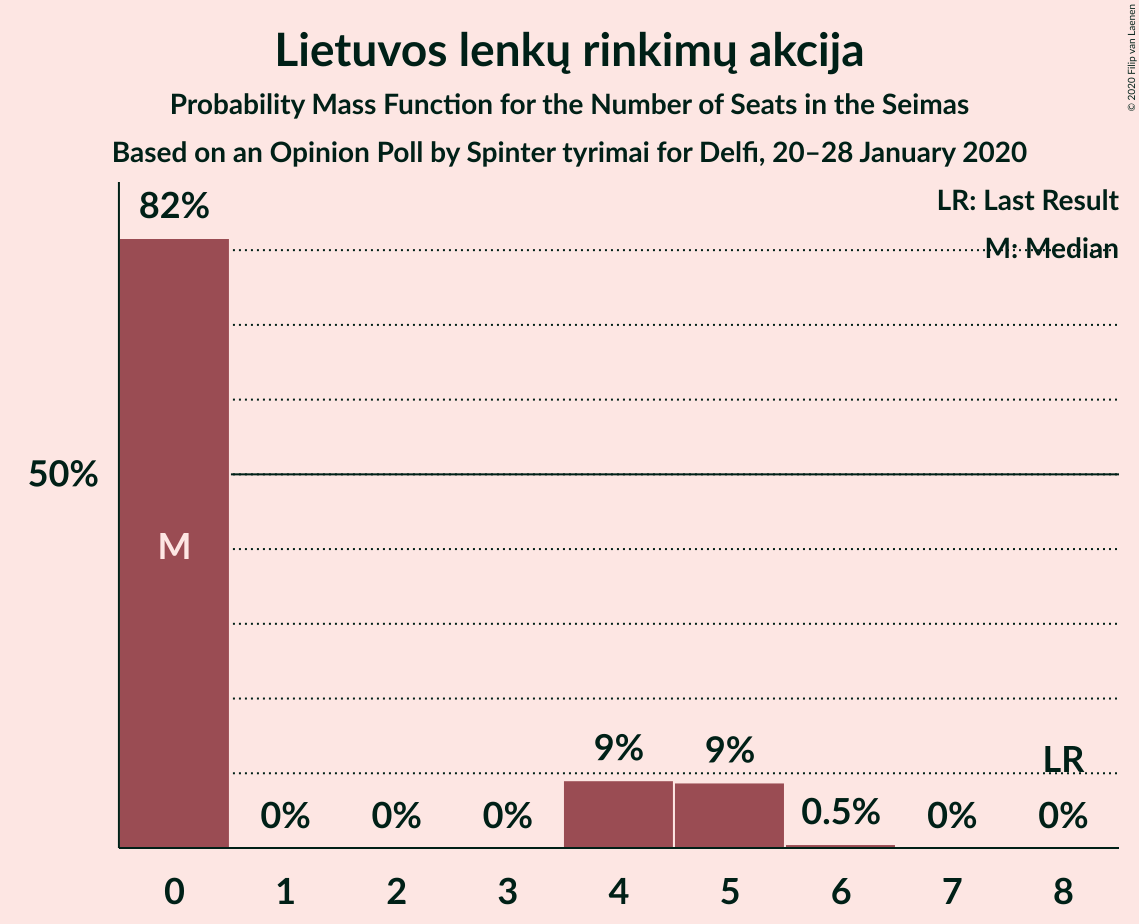 Lietuvos lenkų rinkimų akcija
Probability Mass Function for the Number of Seats in the Seimas
Based on an Opinion Poll by Spinter tyrimai for Delfi, 20–28 January 2020
© 2020 Filip van Laenen
LR: Last Result
M: Median
82%
50%
M
9%
9%
LR
0%
0%
0%
0.5%
0%
0%
0 1 2 3 4 5 6 7 8